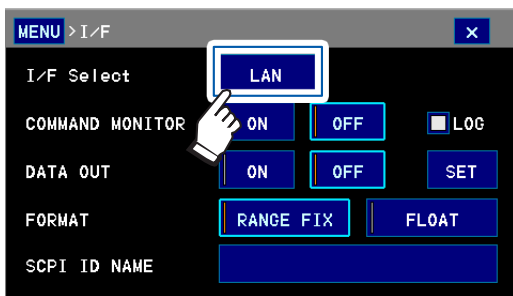 MENU > I/F ×
I/F Select LAN
COMMAND MONITOR ON OFF LOG
DATA OUT ON OFF SET
FORMAT RANGE FIX FLOAT
SCPI ID NAME